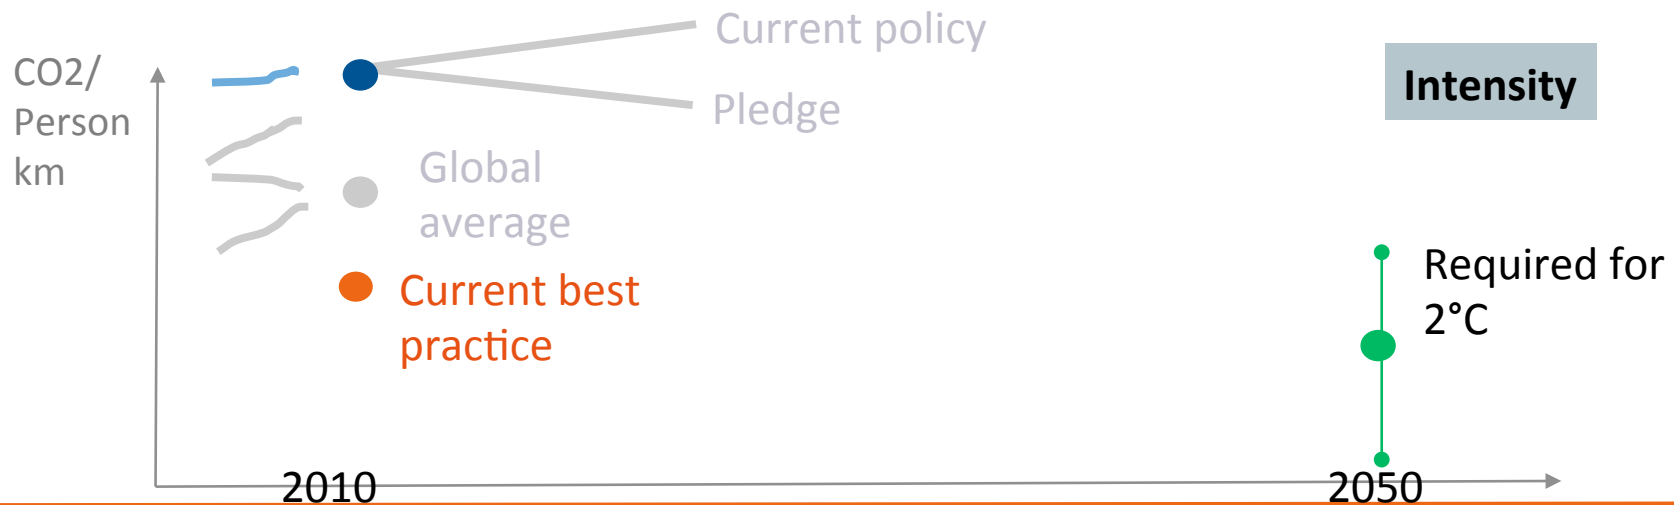 Current policy
CO2/
Person
km
Intensity
Pledge
Global
average
Current best
practice
Required for
2°C
2010
2050